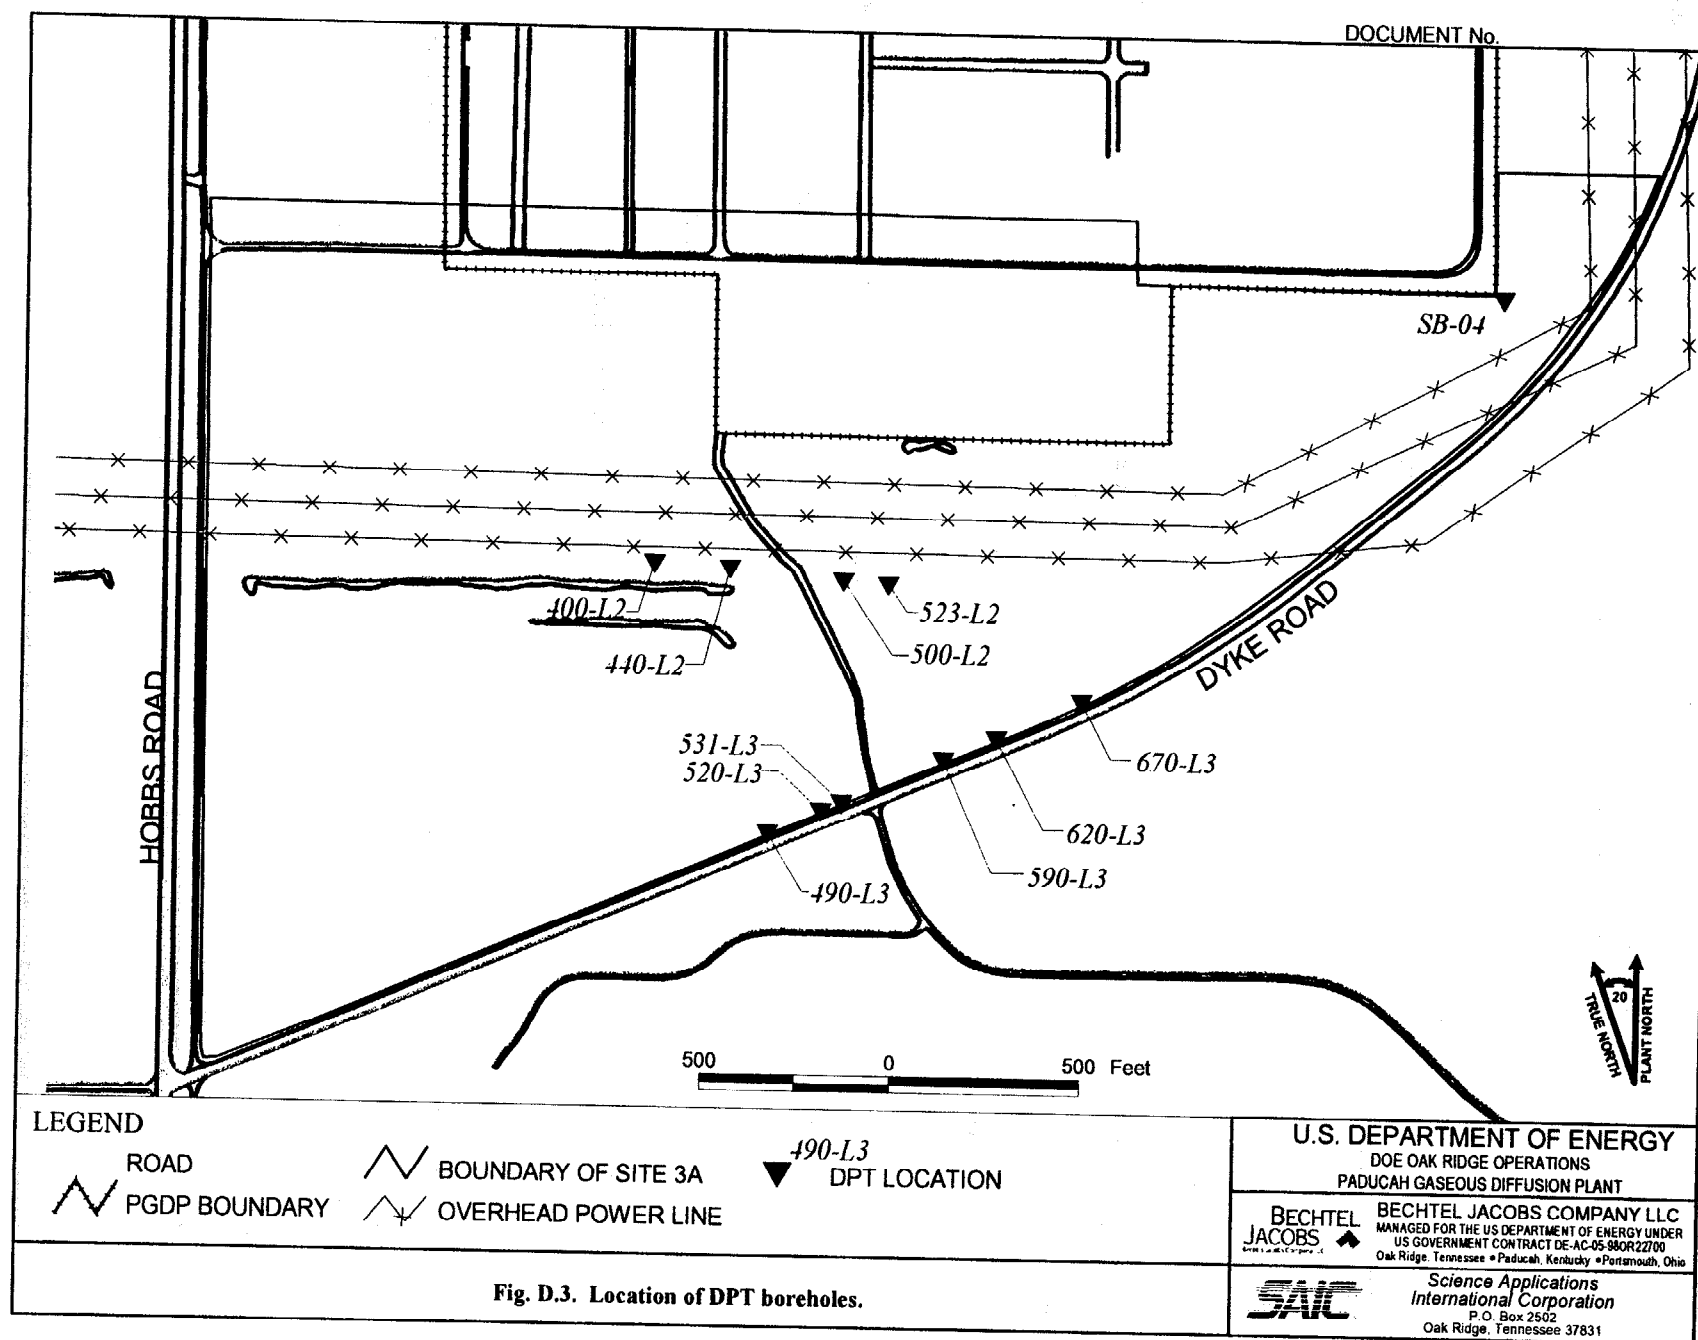 DOCUMENT No.
SB-04
400-L2
523-L2
440-L2
500-L2
DYKE ROAD
HOBBS ROAD
531-L3
520-L3
670-L3
620-L3
590-L3
490-L3
20
TRUE NORTH
PLANT NORTH
500 0 500 Feet
LEGEND
ROAD
PGDP BOUNDARY
BOUNDARY OF SITE 3A
OVERHEAD POWER LINE
490-L3
DPT LOCATION
U.S. DEPARTMENT OF ENERGY
DOE OAK RIDGE OPERATIONS
PADUCAH GASEOUS DIFFUSION PLANT
BECHTEL
JACOBS
BECHTEL JACOBS COMPANY LLC
MANAGED FOR THE US DEPARTMENT OF ENERGY UNDER
US GOVERNMENT CONTRACT DE-AC-05-98OR22700
Oak Ridge, Tennessee • Paducah, Kentucky • Portsmouth, Ohio
SAIC
Science Applications
International Corporation
P.O. Box 2502
Oak Ridge, Tennessee 37831
Fig. D.3. Location of DPT boreholes.